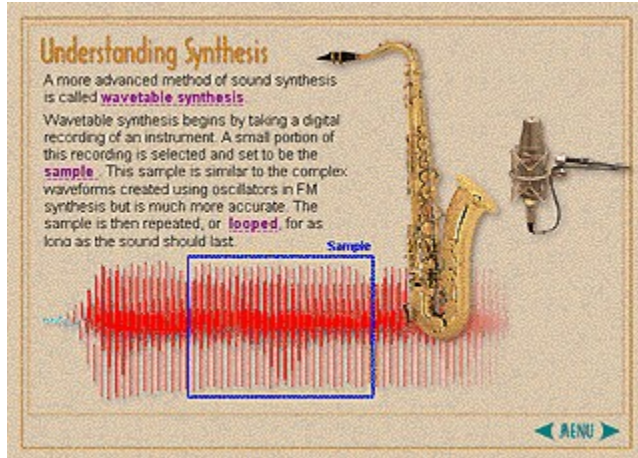 Understanding Synthesis
A more advanced method of sound synthesis
is called wavetable synthesis
Wavetable synthesis begins by taking a digital
recording of an instrument. A small portion of
this recording is selected and set to be the
sample. This sample is similar to the complex
waveforms created using oscillators in FM
synthesis but is much more accurate. The
sample is then repeated, or looped, for as
long as the sound should last.
Sample
MENU